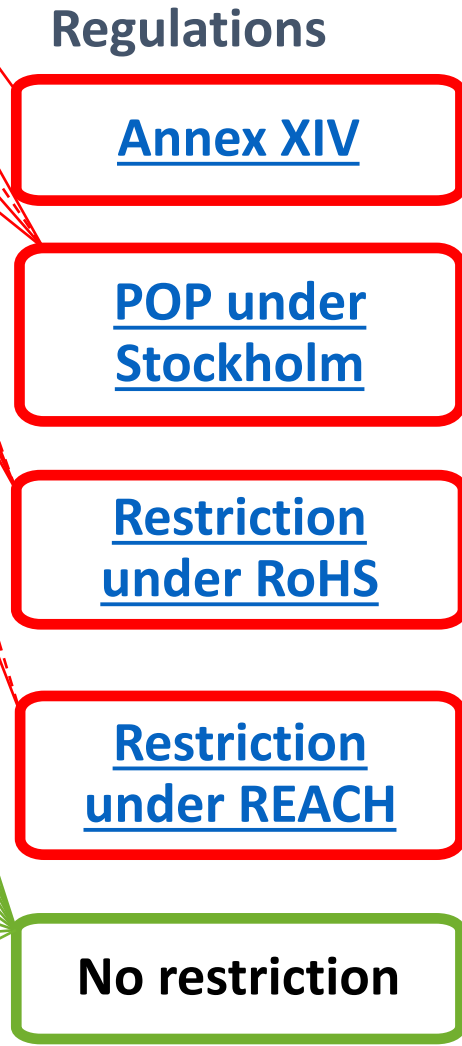 Regulations
Annex XIV
POP under
Stockholm
Restriction
under RoHS
Restriction
under REACH
No restriction